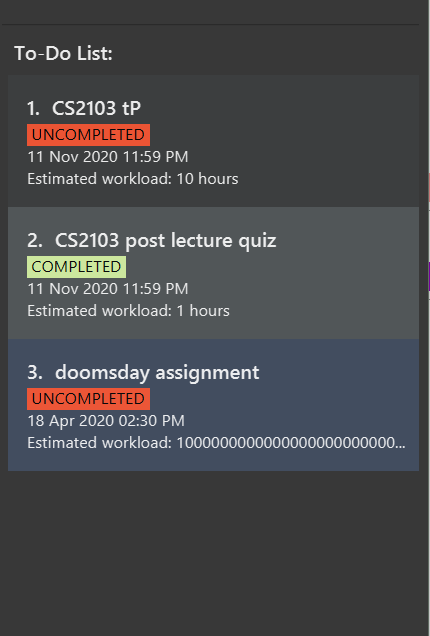 To-Do List:
1. CS2103 tP
UNCOMPLETED
11 Nov 2020 11:59 PM
Estimated workload: 10 hours
2. CS2103 post lecture quiz
COMPLETED
11 Nov 2020 11:59 PM
Estimated workload: 1 hours
3. doomsday assignment
UNCOMPLETED
18 Apr 2020 02:30 PM
Estimated workload: 1000000000000000000000000...